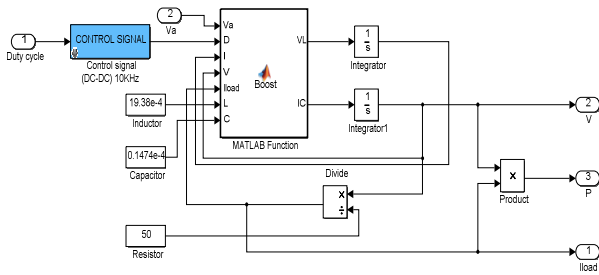 1
Duty cycle
CONTROL SIGNAL
Control signal
(DC-DC) 10KHz
2
Va
Va
D
I
V
Iload
L
C
Boost
VL
IC
MATLAB Function
19.38e-4
Inductor
0.1474e-4
Capacitor
50
Resistor
1
s
Integrator
1
s
Integrator1
Divide
×
÷
×
Product
2
V
3
P
1
Iload